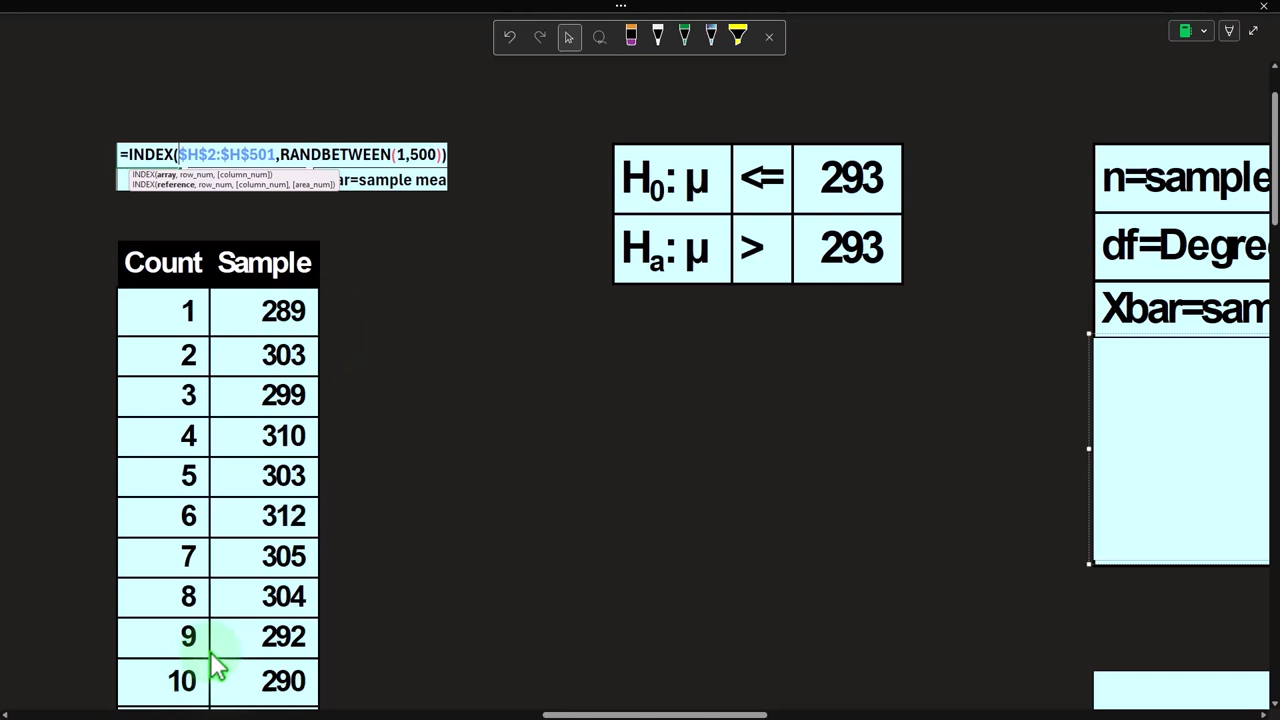 =INDEX($H$2:$H$501,RANDBETWEEN(1,500))
INDEX(array, row_num, [column_num])
INDEX(reference, row_num, [column_num], [area_num])
ar=sample mea
H0: μ <= 293
Ha: μ > 293
n=sample
df=Degre
Xbar=sam
Count Sample
1 289
2 303
3 299
4 310
5 303
6 312
7 305
8 304
9 292
10 290